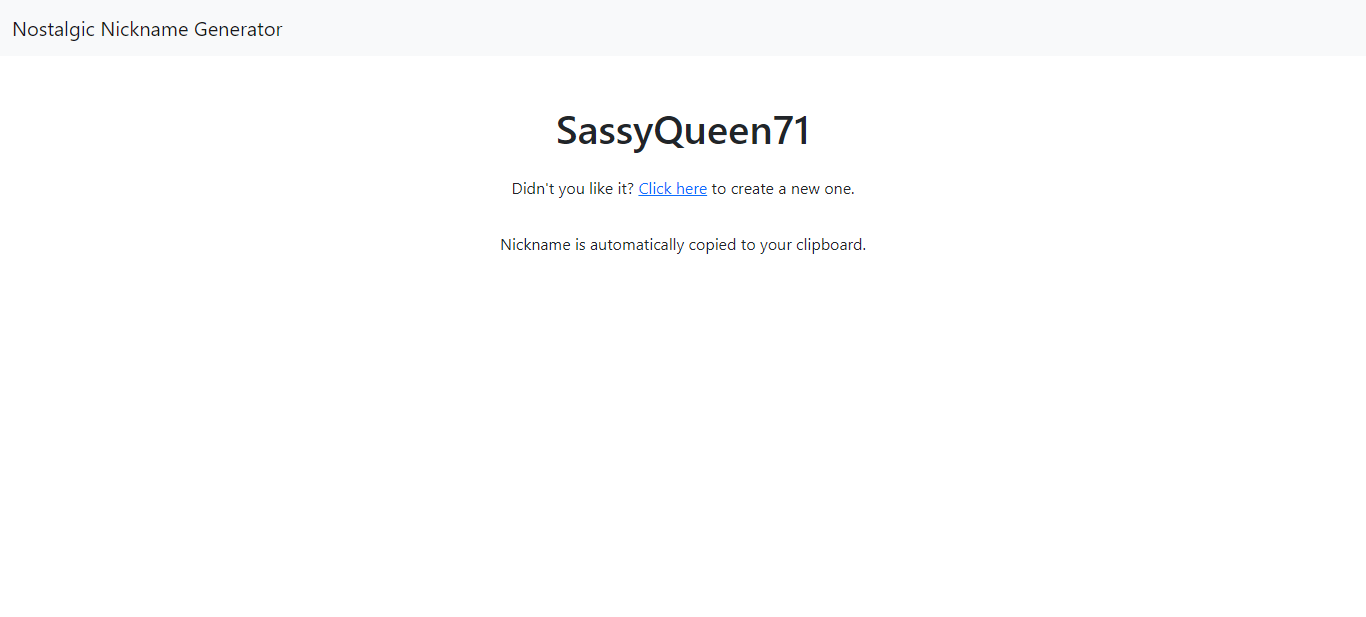 Nostalgic Nickname Generator
SassyQueen71
Didn't you like it? Click here to create a new one.
Nickname is automatically copied to your clipboard.